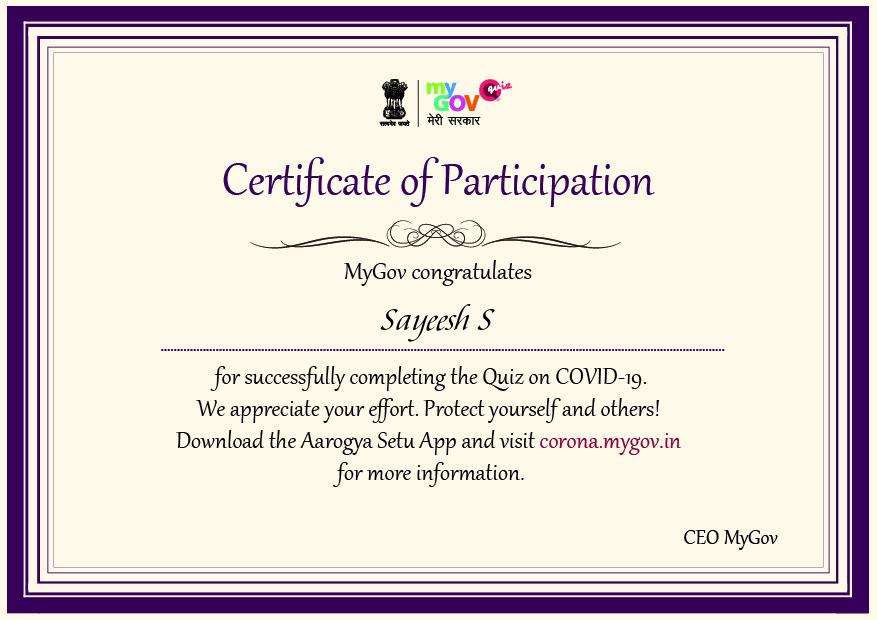 my quiz
GOV
सत्यमेव जयते मेरी सरकार
Certificate of Participation
MyGov congratulates
Sayeesh S
for successfully completing the Quiz on COVID-19.
We appreciate your effort. Protect yourself and others!
Download the Aarogya Setu App and visit corona.mygov.in
for more information.
CEO MyGov